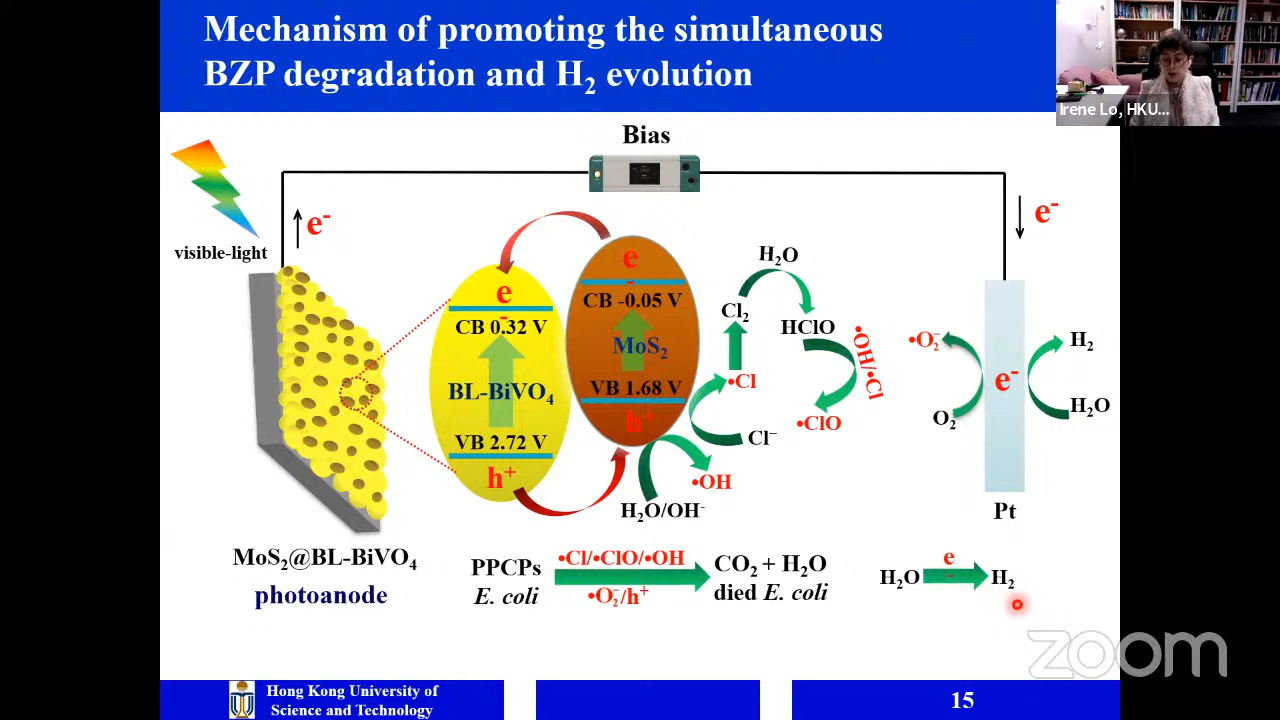 Mechanism of promoting the simultaneous
BZP degradation and H₂ evolution
Irene Lo, HKU...
Bias
e⁻
e⁻
visible-light
e⁻
CB 0.32 V
BL-BiVO₄
VB 2.72 V
h⁺
e⁻
CB -0.05 V
MoS₂
VB 1.68 V
h⁺
H₂O
Cl₂
HClO
•OH/•Cl
•Cl
•ClO
Cl⁻
•OH
H₂O/OH⁻
•O₂⁻
O₂
e⁻
H₂
H₂O
Pt
MoS₂@BL-BiVO₄
photoanode
PPCPs
E. coli
•Cl/•ClO/•OH
•O₂⁻/h⁺
CO₂ + H₂O
died E. coli
H₂O
e⁻
H₂
zoom
Hong Kong University of
Science and Technology
15